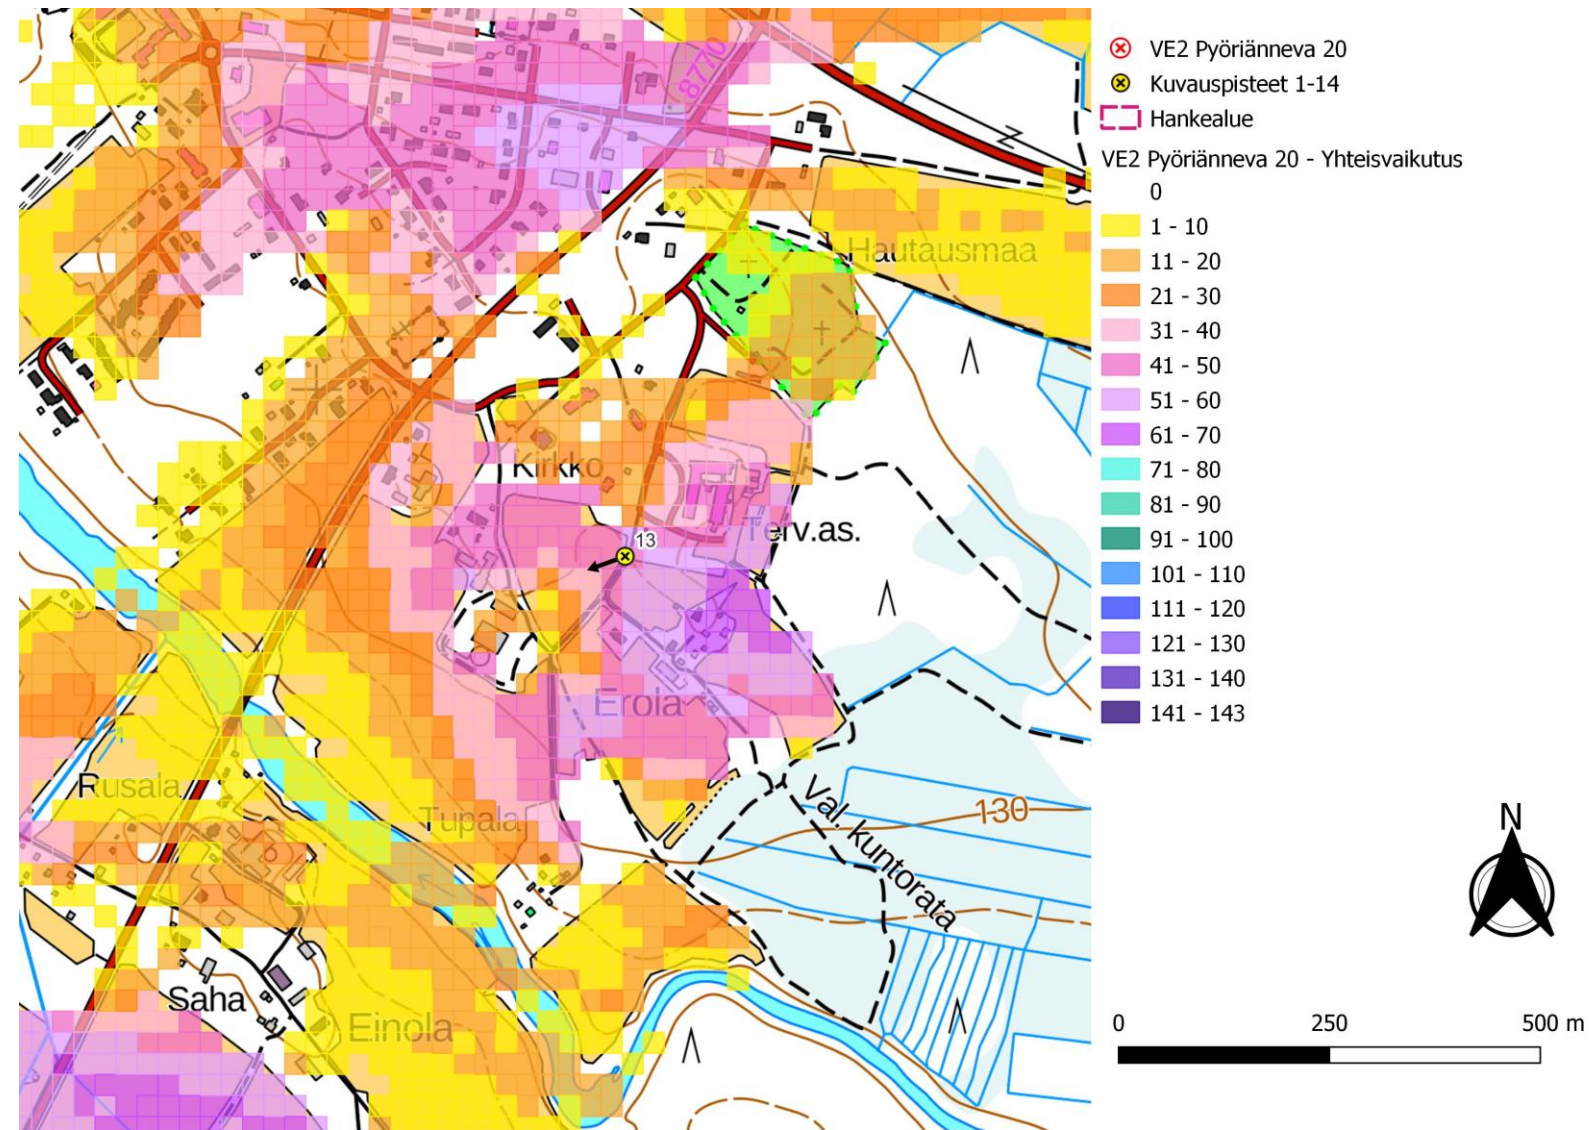 8770
Hautausmaa
Kirkko
Terv.as.
13
Erola
Rusala
Tupala
Val. kuntorata
130
Saha
Einola
VE2 Pyöriänneva 20
Kuvauspisteet 1-14
Hankealue
VE2 Pyöriänneva 20 - Yhteisvaikutus
0
1 - 10
11 - 20
21 - 30
31 - 40
41 - 50
51 - 60
61 - 70
71 - 80
81 - 90
91 - 100
101 - 110
111 - 120
121 - 130
131 - 140
141 - 143
N
0 250 500 m